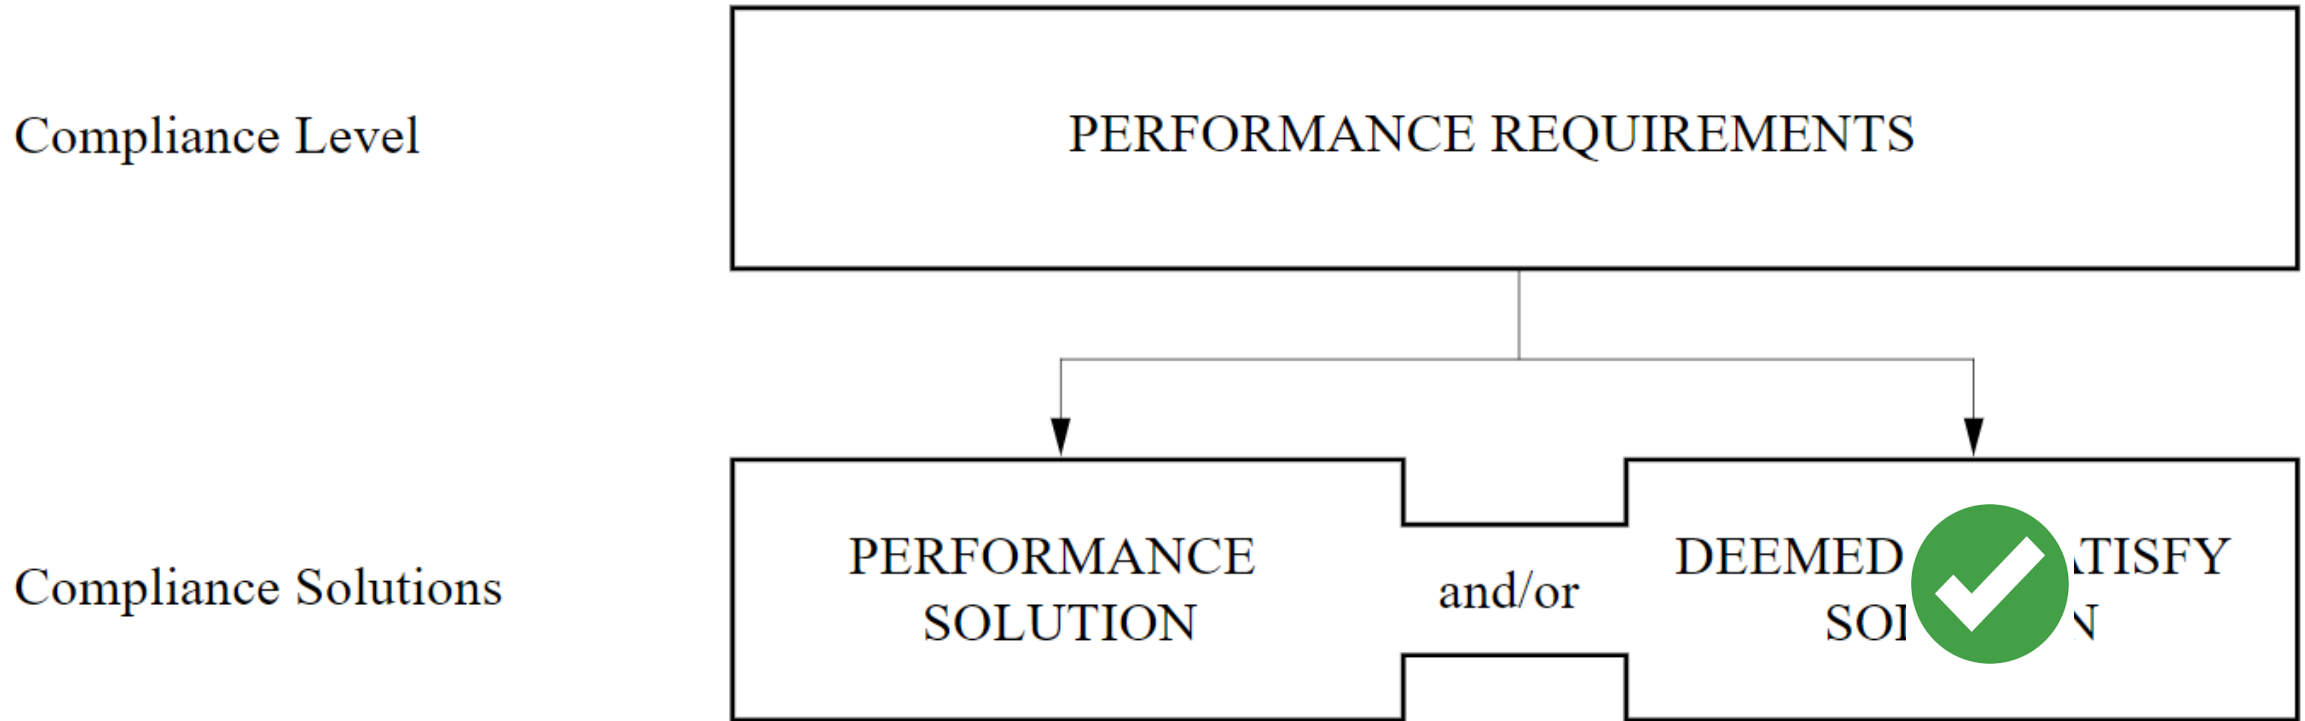 Compliance Level
PERFORMANCE REQUIREMENTS
Compliance Solutions
PERFORMANCE
SOLUTION
and/or
DEEMED